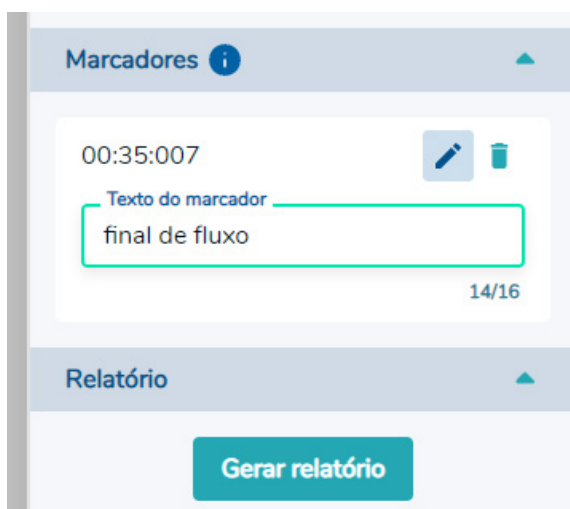 Marcadores
00:35:007
Texto do marcador
final de fluxo
14/16
Relatório
Gerar relatório